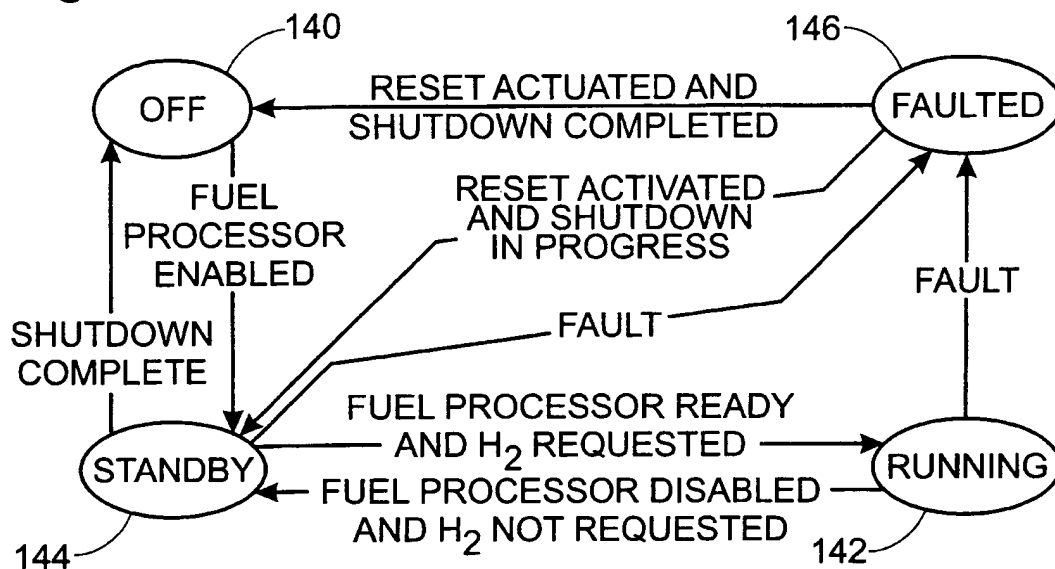 140
146
OFF
RESET ACTUATED AND
SHUTDOWN COMPLETED
FAULTED
FUEL
PROCESSOR
ENABLED
RESET ACTIVATED
AND SHUTDOWN
IN PROGRESS
FAULT
FAULT
SHUTDOWN
COMPLETE
FUEL PROCESSOR READY
AND H2 REQUESTED
STANDBY
RUNNING
FUEL PROCESSOR DISABLED
AND H2 NOT REQUESTED
144
142